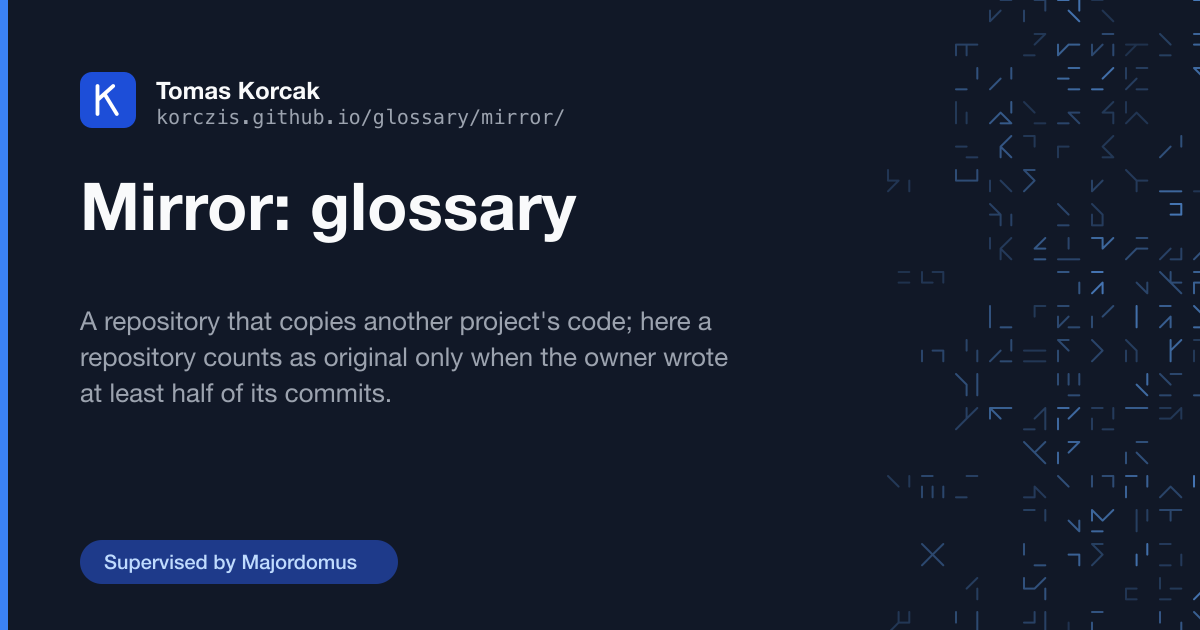 K
Tomas Korcak
korczis.github.io/glossary/mirror/
Mirror: glossary
A repository that copies another project's code; here a
repository counts as original only when the owner wrote
at least half of its commits.
Supervised by Majordomus